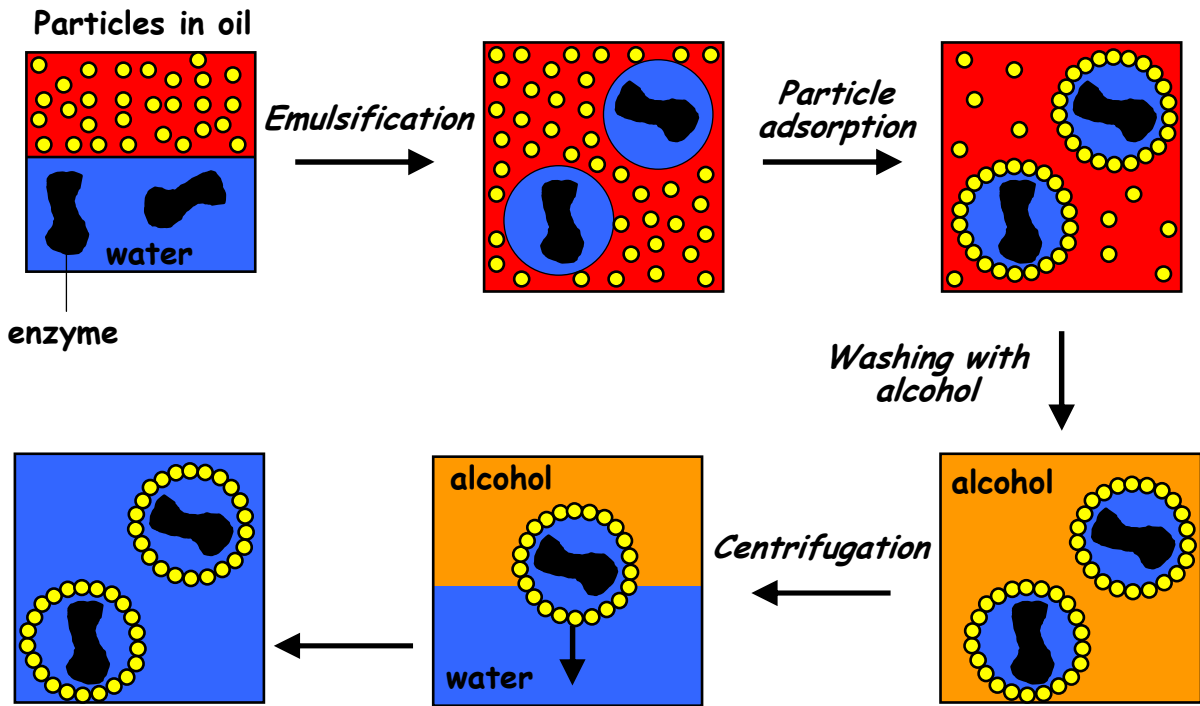 Particles in oil
water
enzyme
Emulsification
Particle
adsorption
Washing with
alcohol
alcohol
Centrifugation
alcohol
water